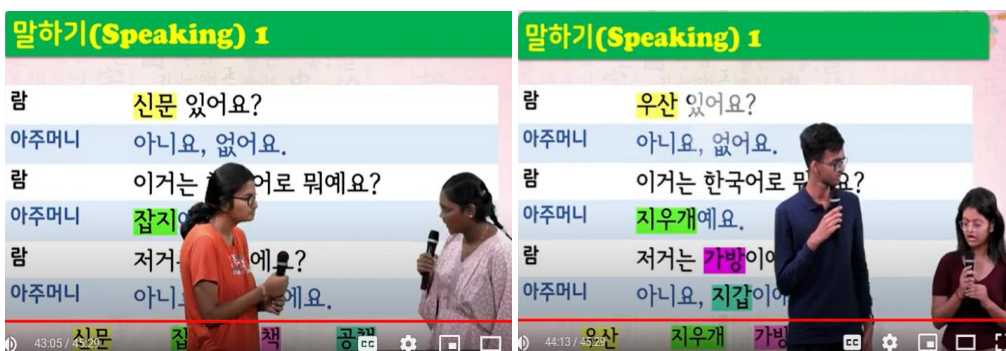 말하기(Speaking) 1
람 신문 있어요?
아주머니 아니요, 없어요.
람 이거는 어로 뭐예요?
아주머니 잡지
람 저거 에 ?
아주머니 아니 에요.
신문 잡 책 공책
43:05 / 45:29
CC
말하기(Speaking) 1
람 우산 있어요?
아주머니 아니요, 없어요.
람 이거는 한국어로 요?
아주머니 지우개예요.
람 저거는 가방이
아주머니 아니요, 지갑이
우산 지우개 가방
44:13 / 45:29
CC